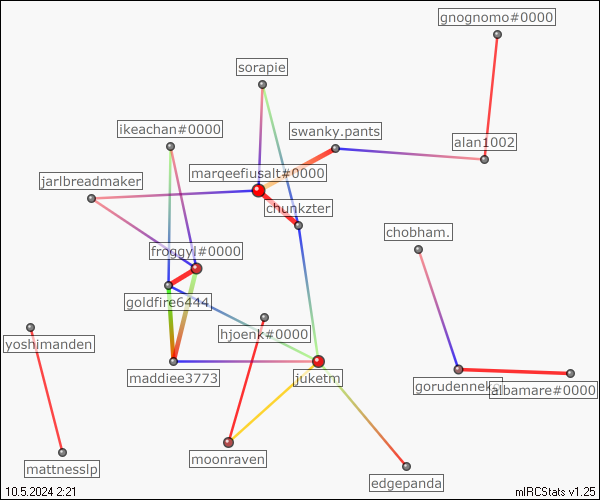 gnognomo#0000
sorapie
ikeachan#0000
swanky.pants
alan1002
marqeefiusalt#0000
jarlbreadmaker
chunkzter
chobham.
froggyl#0000
goldfire6444
hjoenk#0000
yoshimanden
maddiee3773
juketm
gorudenneko
albamare#0000
moonraven
mattnesslp
edgepanda
10.5.2024 2:21
mIRCStats v1.25